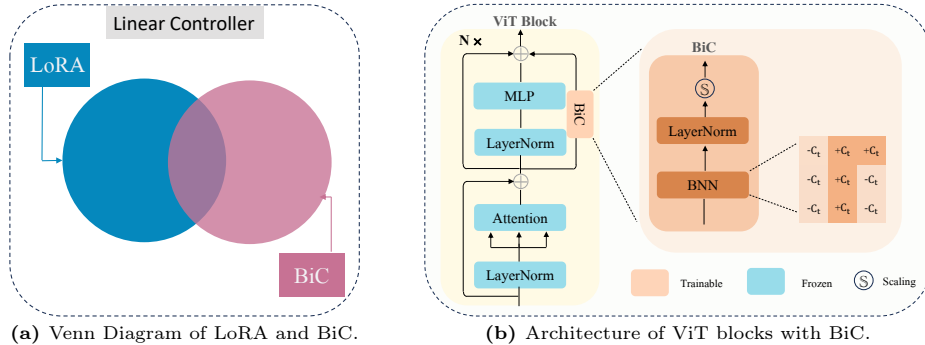 Linear Controller
LoRA
BiC
(a) Venn Diagram of LoRA and BiC.
ViT Block
N ×
MLP
LayerNorm
BiC
Attention
LayerNorm
BiC
S
LayerNorm
BNN
-Cₜ +Cₜ +Cₜ
-Cₜ +Cₜ -Cₜ
-Cₜ +Cₜ -Cₜ
Trainable
Frozen
S Scaling
(b) Architecture of ViT blocks with BiC.